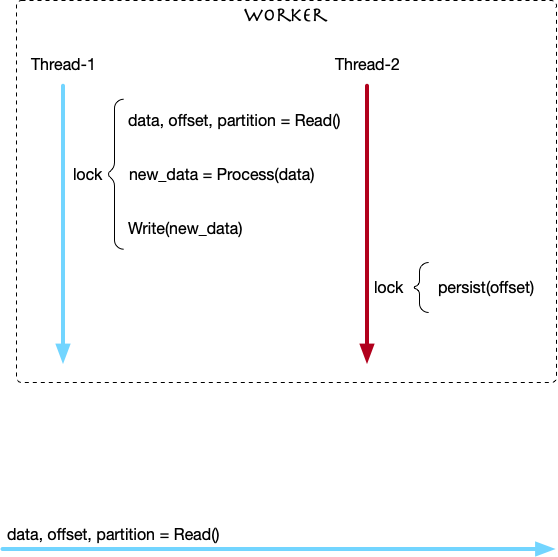 WORKER
Thread-1
Thread-2
data, offset, partition = Read()
lock
new_data = Process(data)
Write(new_data)
lock
persist(offset)
data, offset, partition = Read()